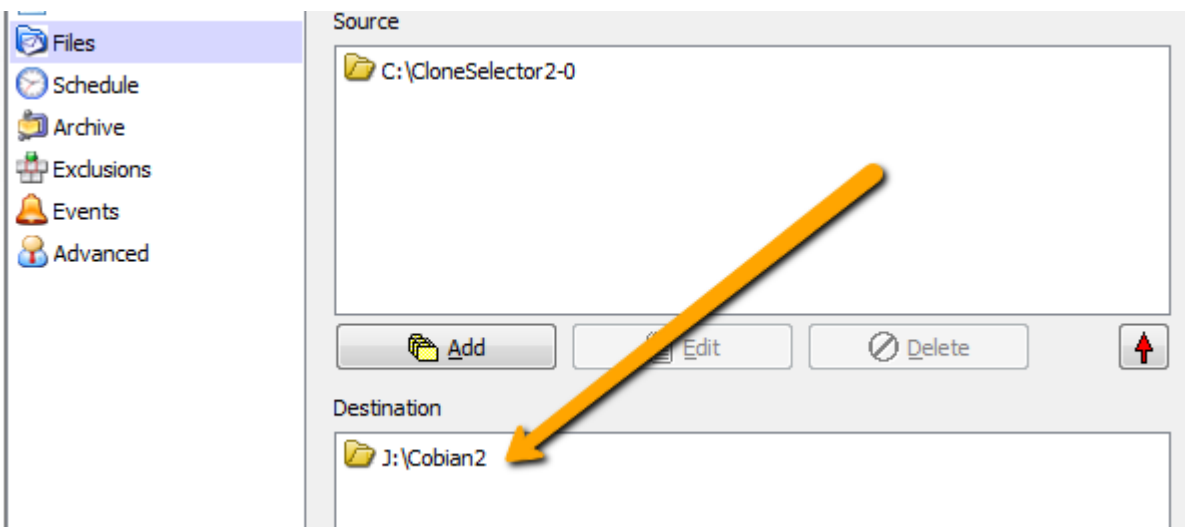 Source
Files
C:\CloneSelector2-0
Schedule
Archive
Exclusions
Events
Advanced
Add
Edit
Delete
Destination
J:\Cobian2